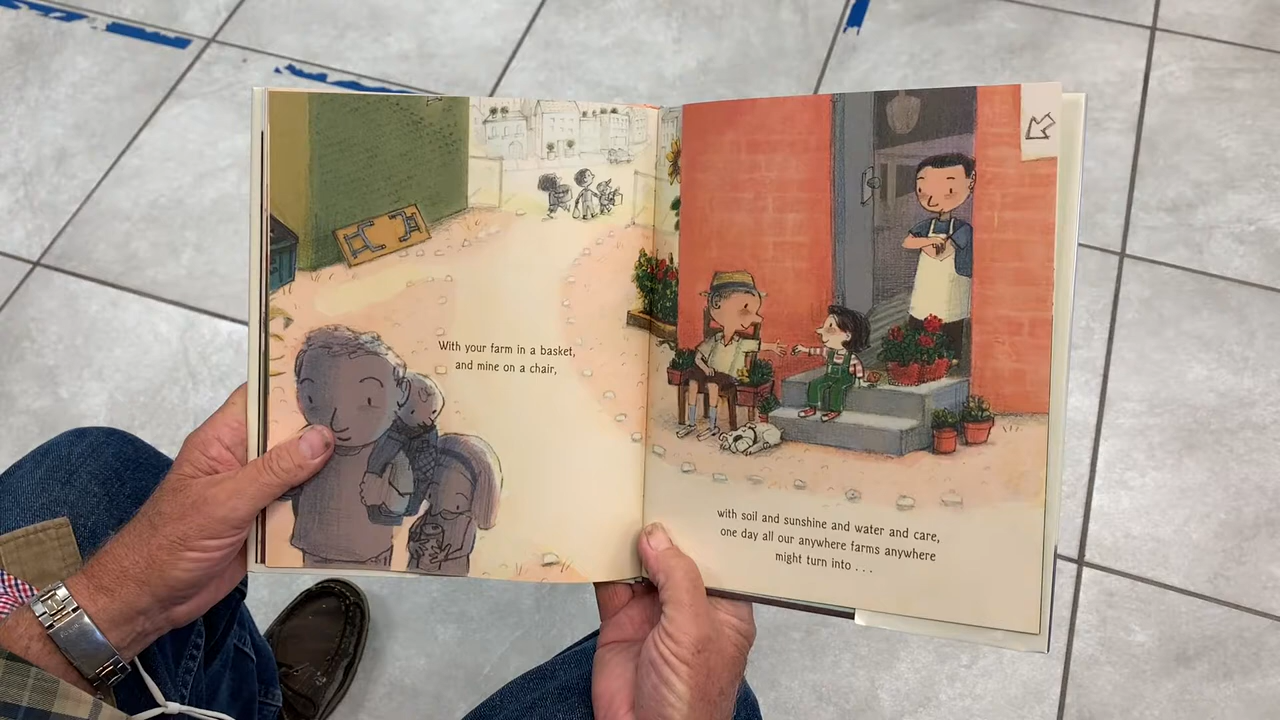 With your farm in a basket,
and mine on a chair,
with soil and sunshine and water and care,
one day all our anywhere farms anywhere
might turn into . . .